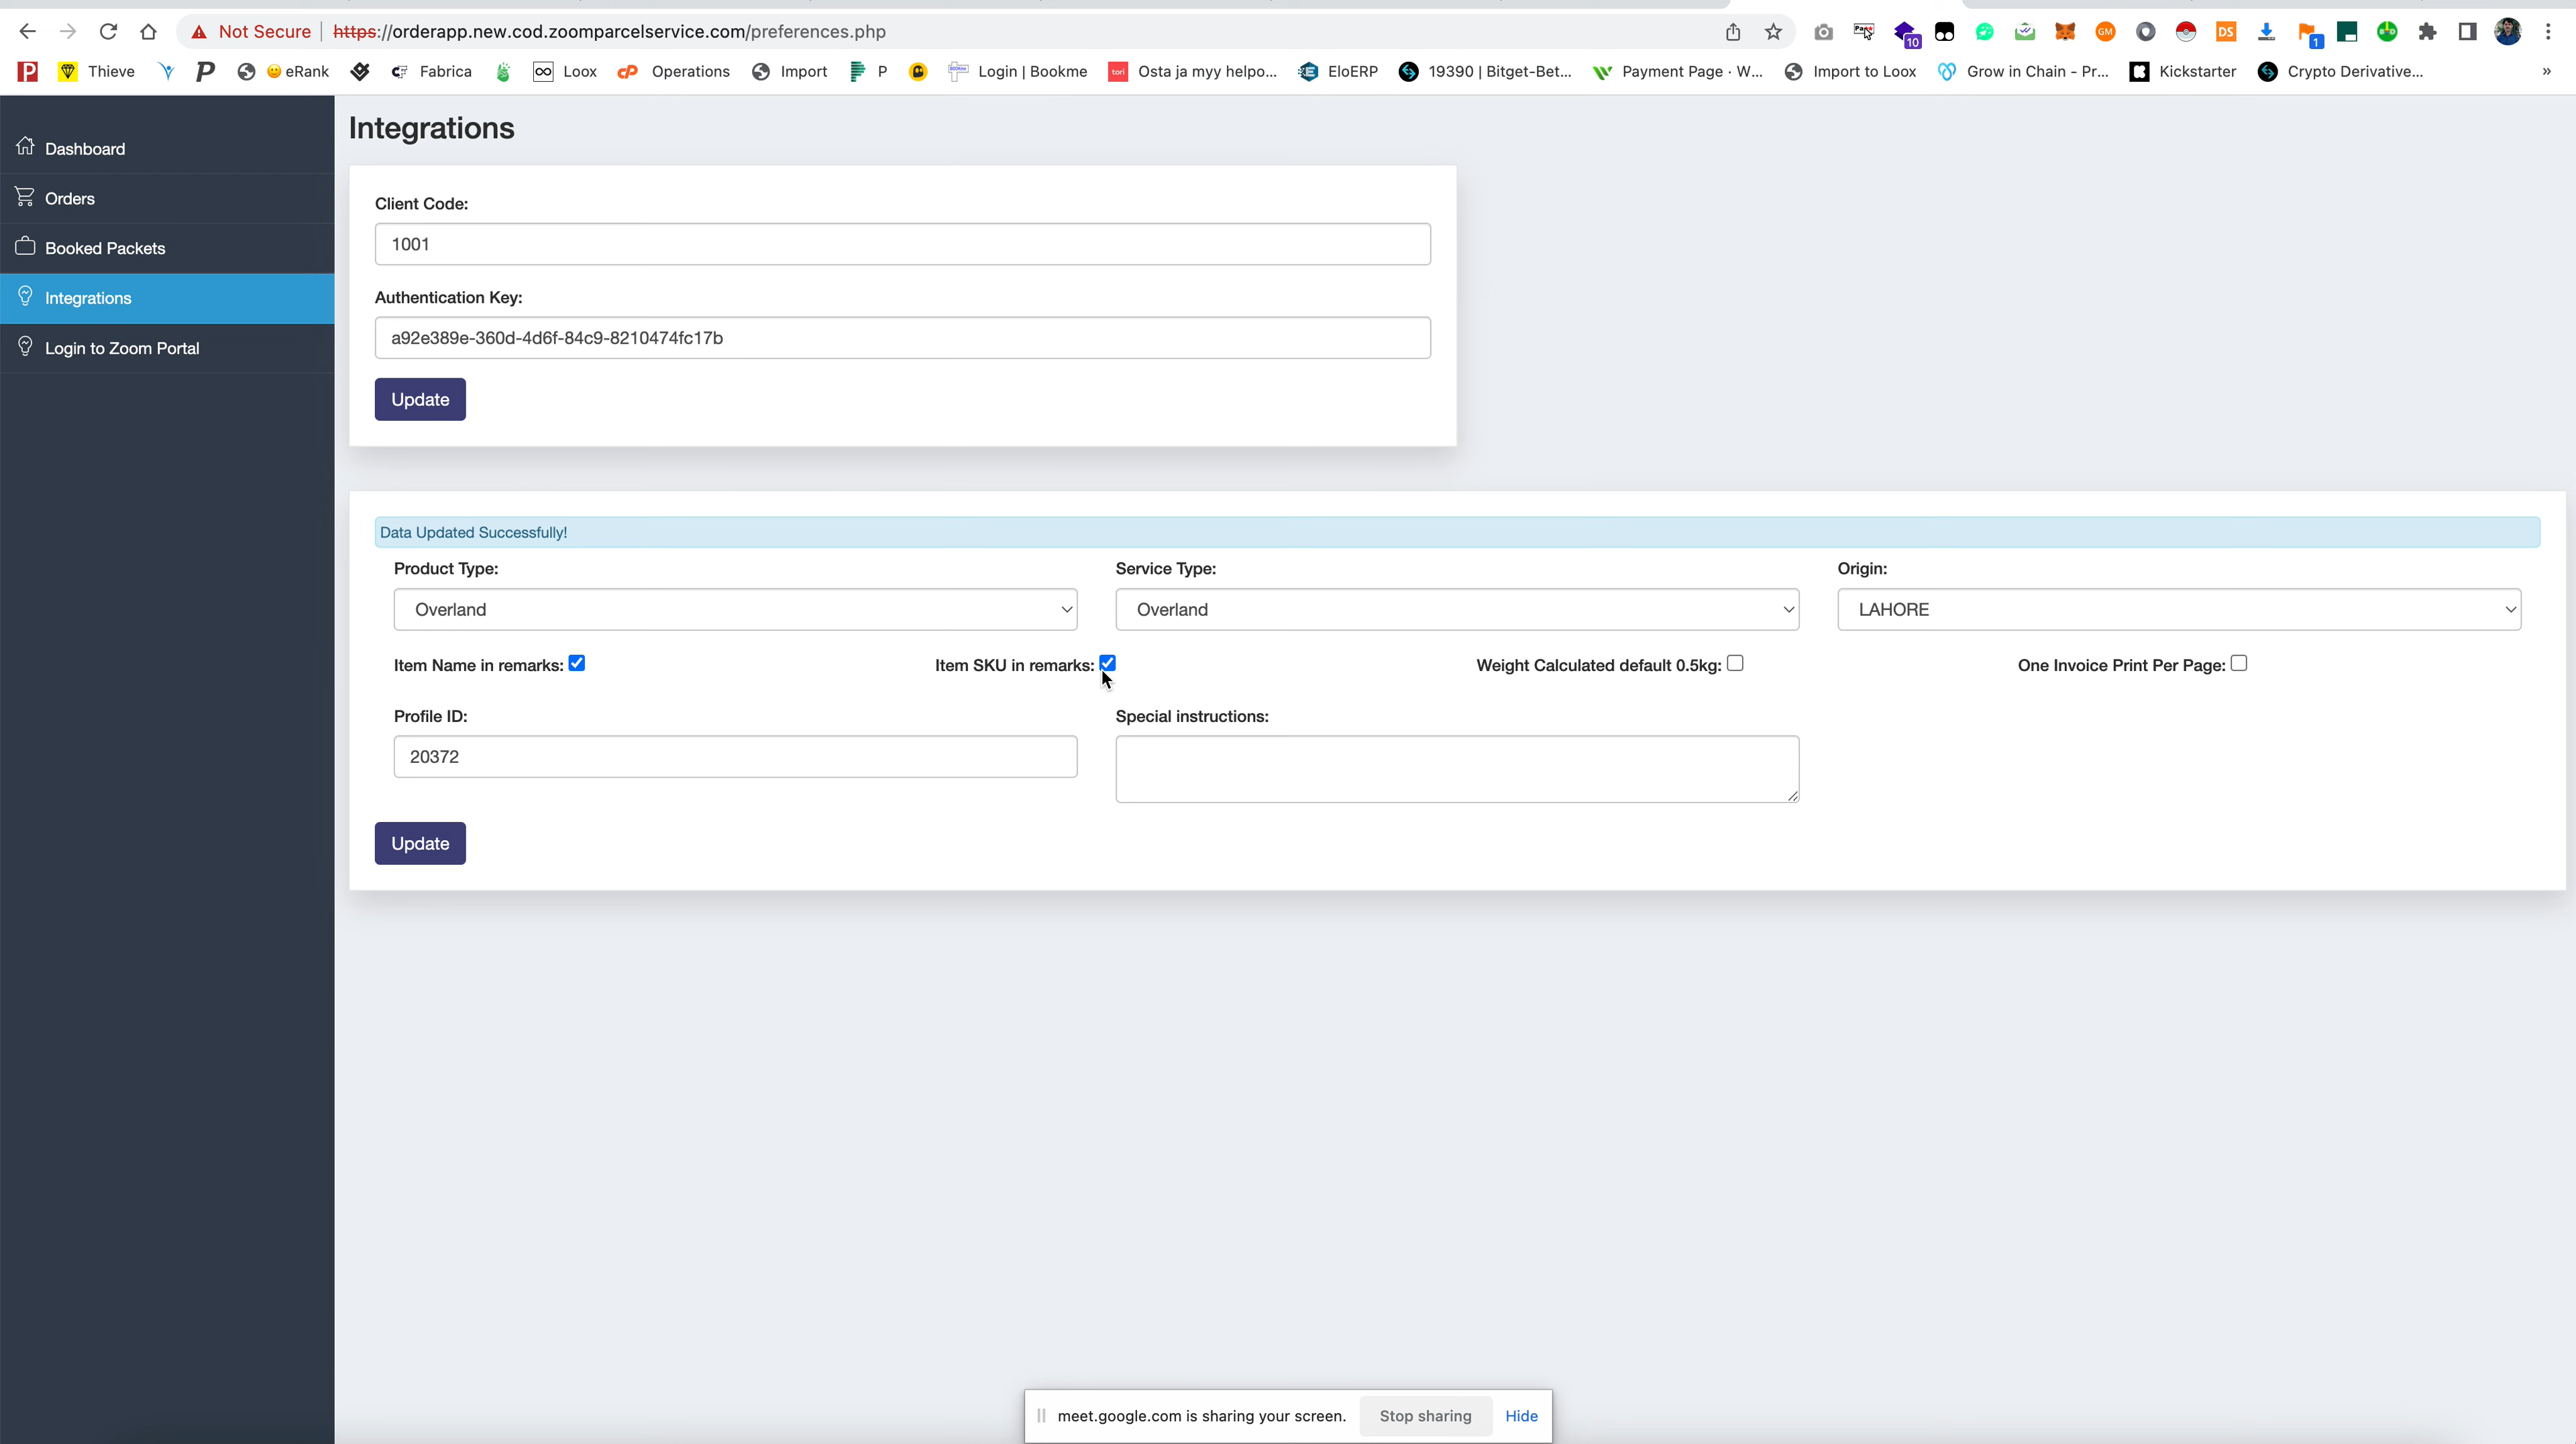 Not Secure | https://orderapp.new.cod.zoomparcelservice.com/preferences.php
10
GM
DS
1
Thieve
eRank
Fabrica
Loox
Operations
Import
P
Login | Bookme
tori
Osta ja myy helpo...
EloERP
19390 | Bitget-Bet...
Payment Page · W...
Import to Loox
Grow in Chain - Pr...
Kickstarter
Crypto Derivative...
»
Dashboard
Orders
Booked Packets
Integrations
Login to Zoom Portal
Integrations
Client Code:
1001
Authentication Key:
a92e389e-360d-4d6f-84c9-8210474fc17b
Update
Data Updated Successfully!
Product Type: Service Type: Origin:
Overland Overland LAHORE
Item Name in remarks: Item SKU in remarks: Weight Calculated default 0.5kg: One Invoice Print Per Page:
Profile ID: Special instructions:
20372
Update
meet.google.com is sharing your screen. Stop sharing Hide